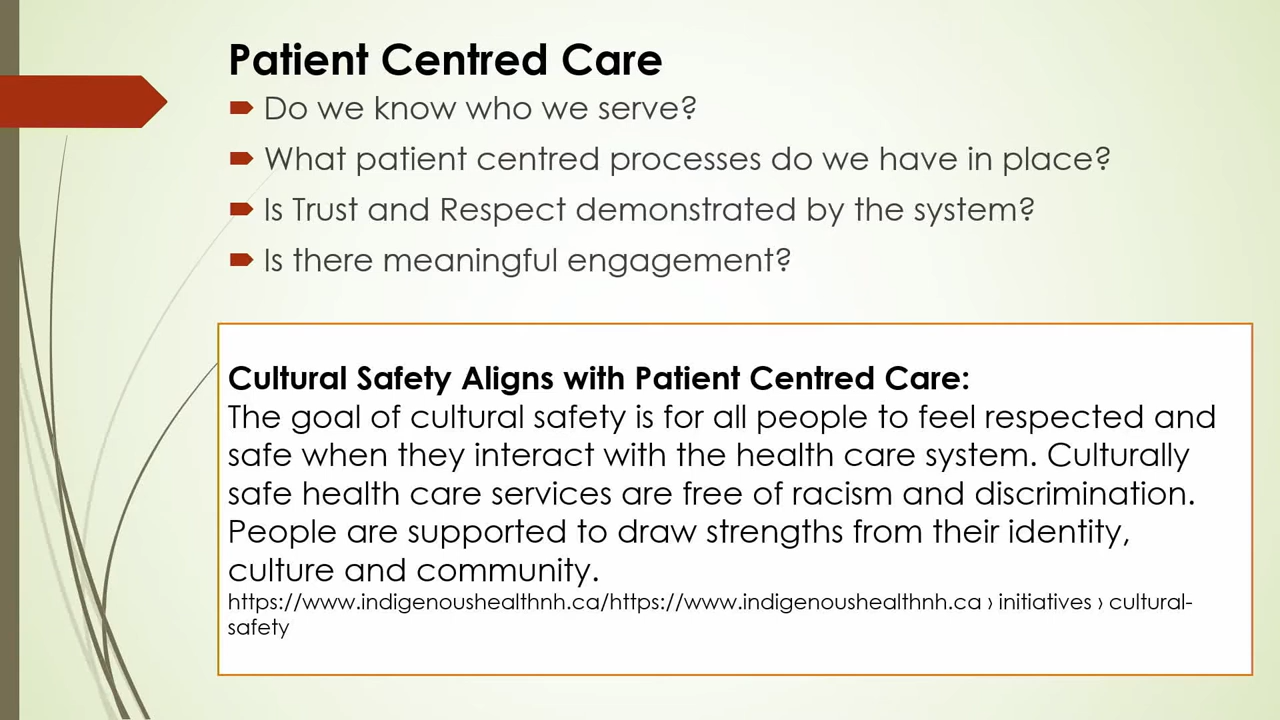 Patient Centred Care
Do we know who we serve?
What patient centred processes do we have in place?
Is Trust and Respect demonstrated by the system?
Is there meaningful engagement?
Cultural Safety Aligns with Patient Centred Care:
The goal of cultural safety is for all people to feel respected and
safe when they interact with the health care system. Culturally
safe health care services are free of racism and discrimination.
People are supported to draw strengths from their identity,
culture and community.
https://www.indigenoushealthnh.ca/https://www.indigenoushealthnh.ca › initiatives › cultural-
safety